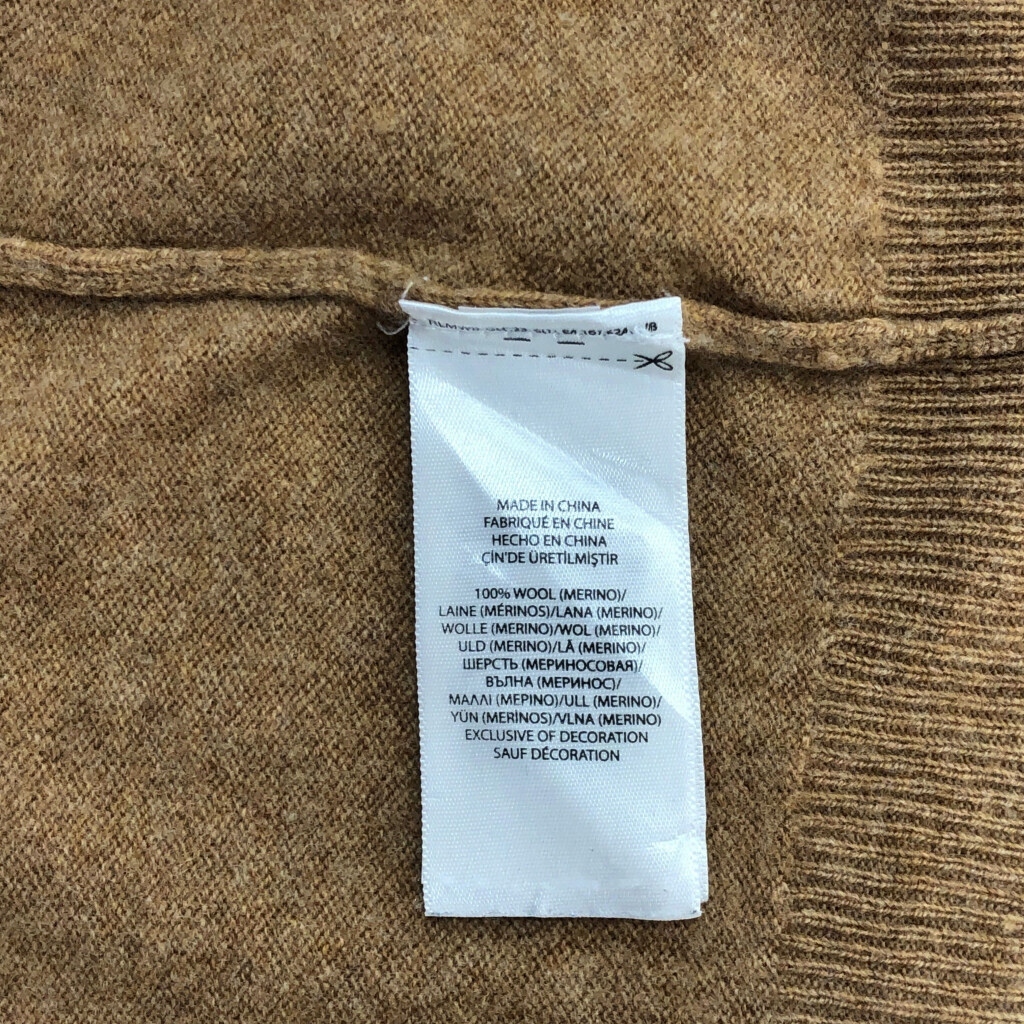 MADE IN CHINA
FABRIQUÉ EN CHINE
HECHO EN CHINA
ÇİN'DE ÜRETİLMİŞTİR
100% WOOL (MERINO)/
LAINE (MÉRINOS)/LANA (MERINO)/
WOLLE (MERINO)/WOL (MERINO)/
ULD (MERINO)/LÃ (MERINO)/
ШЕРСТЬ (МЕРИНОСОВАЯ)/
ВЪЛНА (МЕРИНОС)/
ΜΑΛΛΙ (ΜΕΡΙΝΟ)/ULL (MERINO)/
YÜN (MERİNOS)/VLNA (MERINO)
EXCLUSIVE OF DECORATION
SAUF DÉCORATION